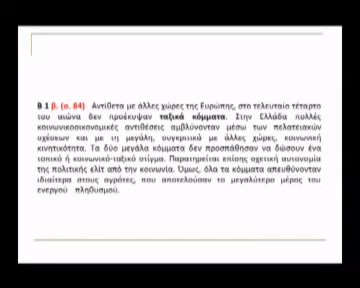 Β 1 β. (σ. 84) Αντίθετα με άλλες χώρες της Ευρώπης, στο τελευταίο τέταρτο
του αιώνα δεν προέκυψαν ταξικά κόμματα. Στην Ελλάδα πολλές
κοινωνικοοικονομικές αντιθέσεις αμβλύνονταν μέσω των πελατειακών
σχέσεων και με τη μεγάλη, συγκριτικά με άλλες χώρες, κοινωνική
κινητικότητα. Τα δύο μεγάλα κόμματα δεν προσπάθησαν να δώσουν ένα
τοπικό ή κοινωνικό-ταξικό στίγμα. Παρατηρείται επίσης σχετική αυτονομία
της πολιτικής ελίτ από την κοινωνία. Όμως, όλα τα κόμματα απευθύνονταν
ιδιαίτερα στους αγρότες, που αποτελούσαν το μεγαλύτερο μέρος του
ενεργού πληθυσμού.